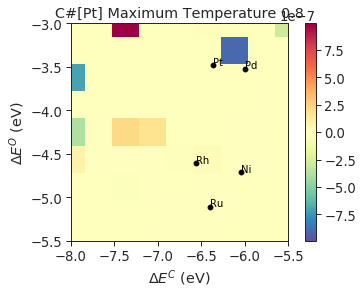 C#[Pt] Maximum Temperature 0.8
1e−7
−3.0
−3.5
−4.0
−4.5
−5.0
−5.5
ΔE^O (eV)
Pt
Pd
Rh
Ni
Ru
−8.0 −7.5 −7.0 −6.5 −6.0 −5.5
ΔE^C (eV)
7.5
5.0
2.5
0.0
−2.5
−5.0
−7.5